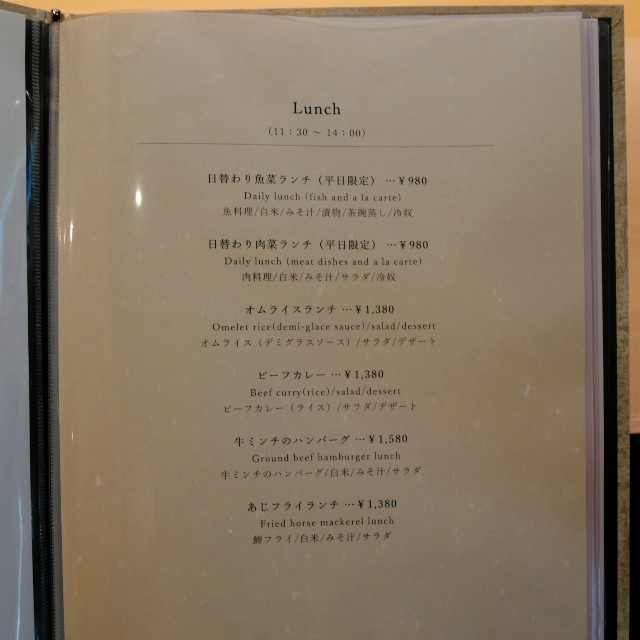 Lunch
(11：30 ～ 14：00)
日替わり魚菜ランチ（平日限定） …￥980
Daily lunch (fish and a la carte)
魚料理/白米/みそ汁/漬物/茶碗蒸し/冷奴
日替わり肉菜ランチ（平日限定） …￥980
Daily lunch (meat dishes and a la carte)
肉料理/白米/みそ汁/サラダ/冷奴
オムライスランチ …￥1,380
Omelet rice(demi-glace sauce)/salad/dessert
オムライス（デミグラスソース）/サラダ/デザート
ビーフカレー …￥1,380
Beef curry(rice)/salad/dessert
ビーフカレー（ライス）/サラダ/デザート
牛ミンチのハンバーグ …￥1,580
Ground beef hamburger lunch
牛ミンチのハンバーグ/白米/みそ汁/サラダ
あじフライランチ …￥1,380
Fried horse mackerel lunch
鯵フライ/白米/みそ汁/サラダ